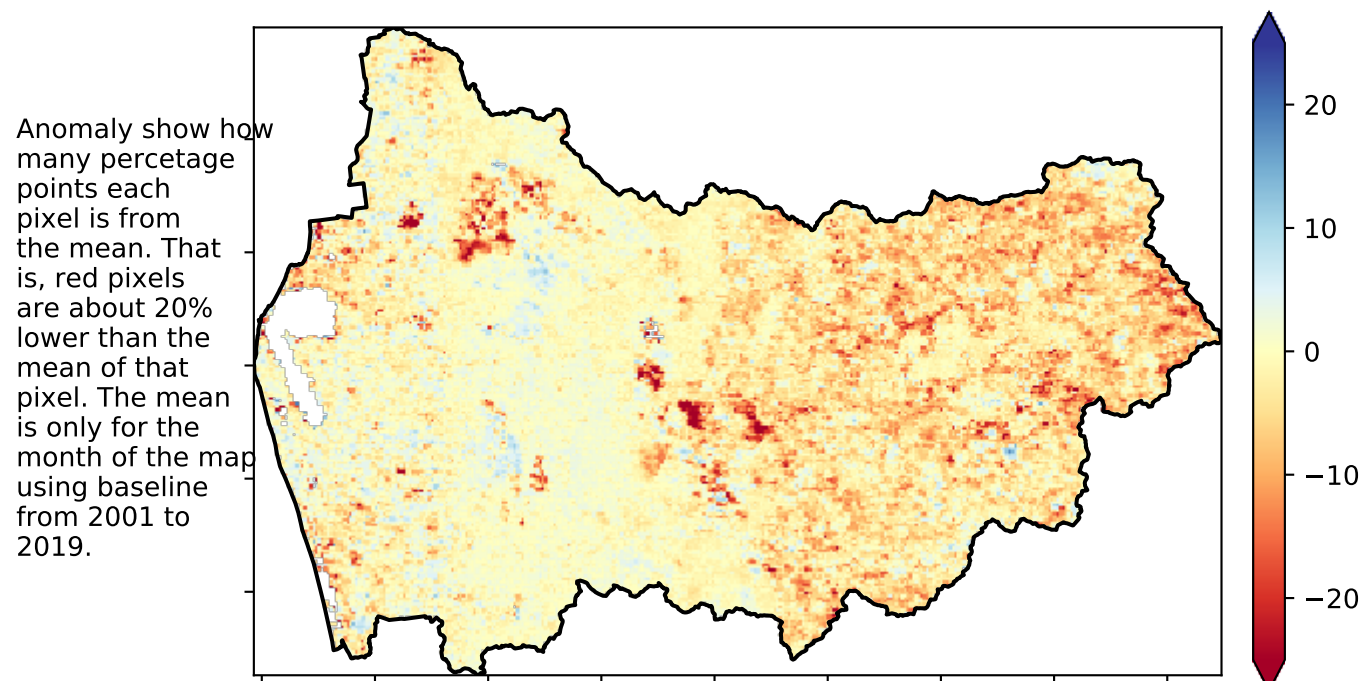 Anomaly show how
many percetage
points each
pixel is from
the mean. That
is, red pixels
are about 20%
lower than the
mean of that
pixel. The mean
is only for the
month of the map
using baseline
from 2001 to
2019.
20
10
0
−10
−20